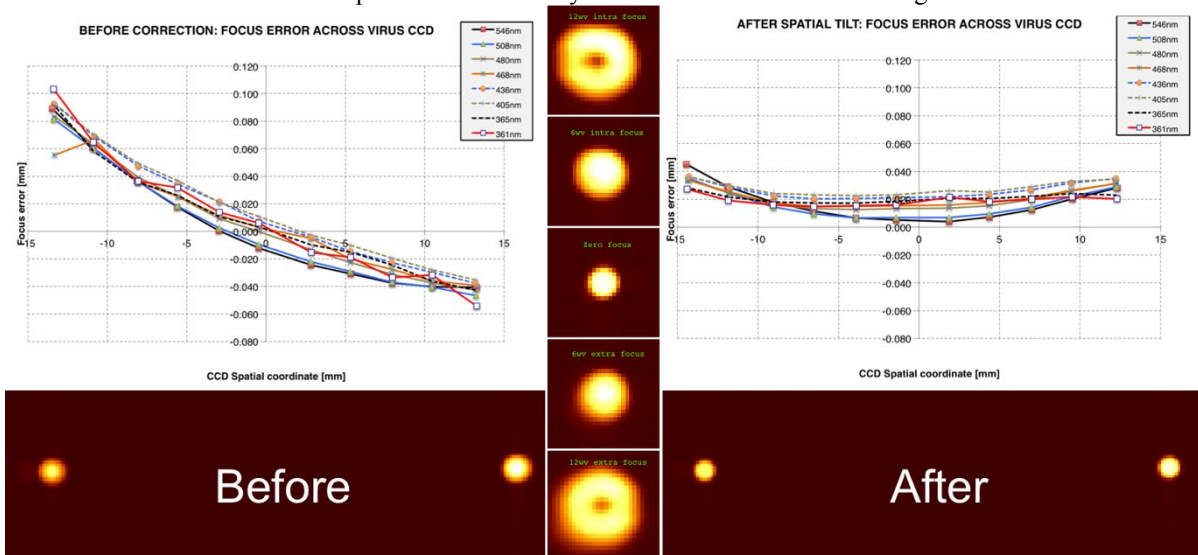 BEFORE CORRECTION: FOCUS ERROR ACROSS VIRUS CCD
546nm
508nm
480nm
468nm
436nm
405nm
365nm
361nm
0.120
0.100
0.080
0.060
0.040
0.020
0.000
-0.020
-0.040
-0.060
-0.080
-15
-10
-5
0
5
10
15
Focus error [mm]
CCD Spatial coordinate [mm]
12wv intra focus
6wv intra focus
Zero focus
6wv extra focus
12wv extra focus
AFTER SPATIAL TILT: FOCUS ERROR ACROSS VIRUS CCD
546nm
508nm
480nm
468nm
436nm
405nm
365nm
361nm
0.120
0.100
0.080
0.060
0.040
0.020
0.000
-0.020
-0.040
-0.060
-0.080
-15
-10
-5
0
5
10
15
Focus error [mm]
CCD Spatial coordinate [mm]
Before
After